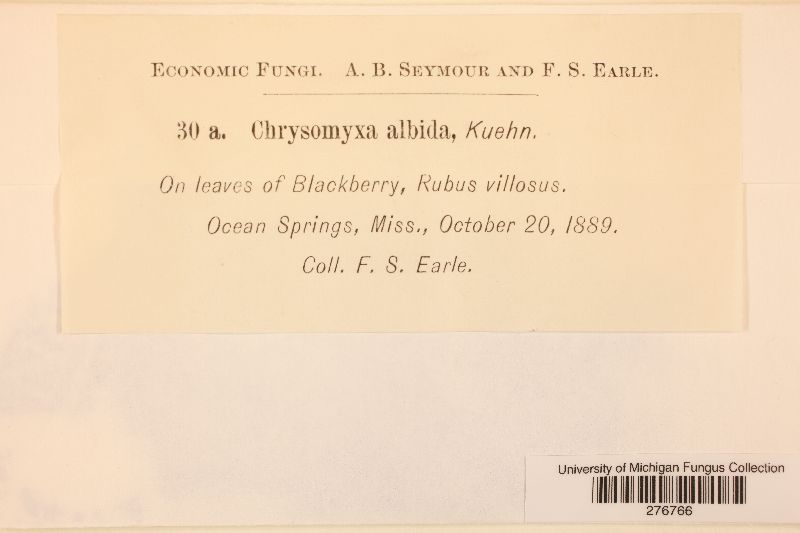 Economic Fungi. A. B. Seymour and F. S. Earle.
30 a. Chrysomyxa albida, Kuehn.
On leaves of Blackberry, Rubus villosus.
Ocean Springs, Miss., October 20, 1889.
Coll. F. S. Earle.
University of Michigan Fungus Collection
276766